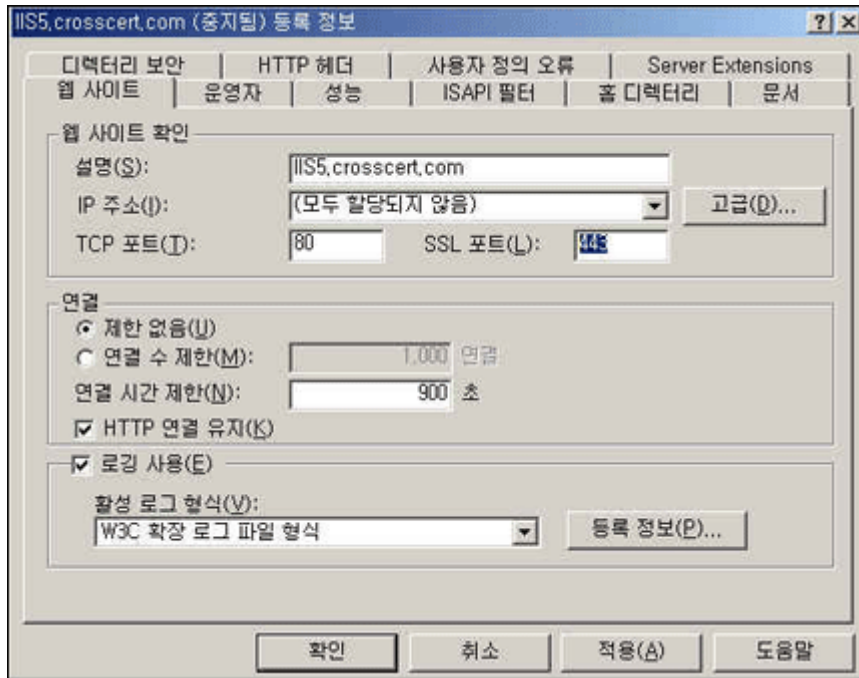 IIS5.crosscert.com (중지됨) 등록 정보
디렉터리 보안 HTTP 헤더 사용자 정의 오류 Server Extensions
웹 사이트 운영자 성능 ISAPI 필터 홈 디렉터리 문서
웹 사이트 확인
설명(S): IIS5.crosscert.com
IP 주소(I): (모두 할당되지 않음) 고급(D)...
TCP 포트(T): 80 SSL 포트(L): 443
연결
제한 없음(U)
연결 수 제한(M): 1,000 연결
연결 시간 제한(N): 900 초
HTTP 연결 유지(K)
로깅 사용(E)
활성 로그 형식(V):
W3C 확장 로그 파일 형식 등록 정보(P)...
확인 취소 적용(A) 도움말